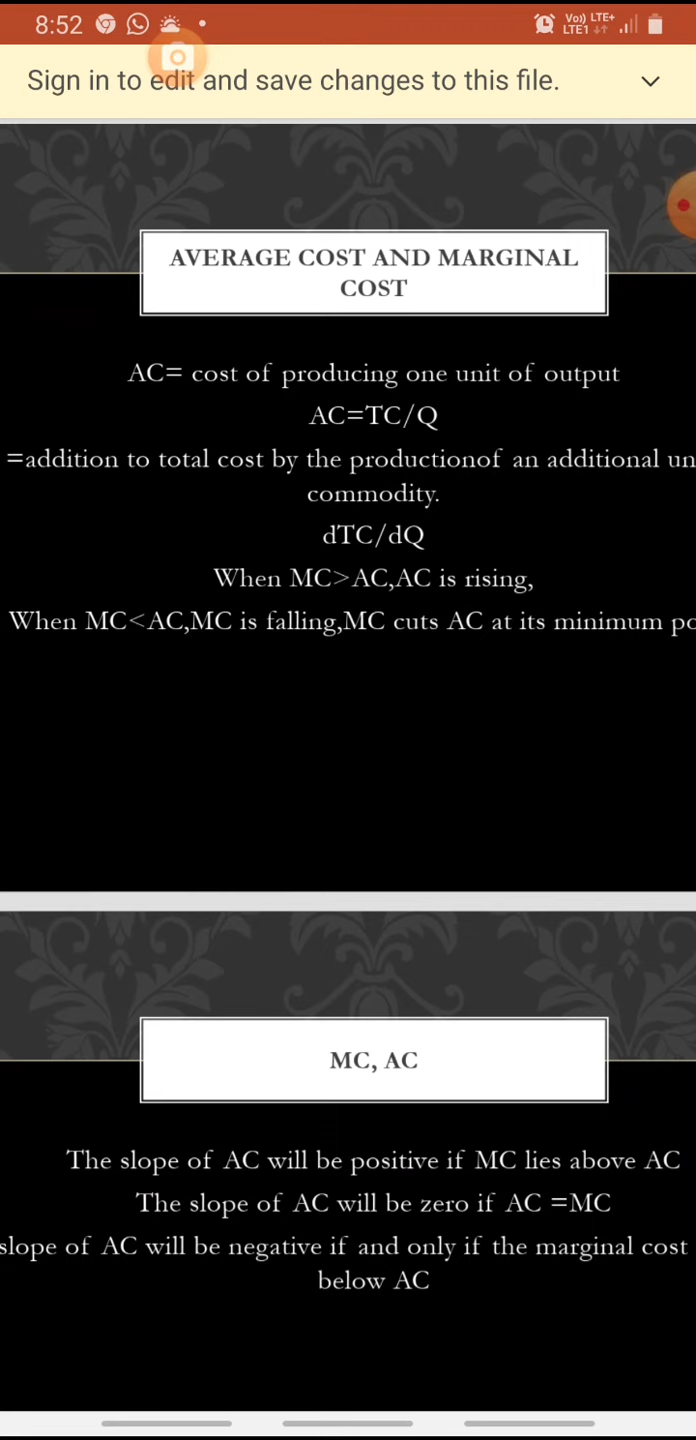 8:52
Vo)) LTE+
LTE1
Sign in to edit and save changes to this file.
AVERAGE COST AND MARGINAL
COST
AC= cost of producing one unit of output
AC=TC/Q
=addition to total cost by the productionof an additional un
commodity.
dTC/dQ
When MC>AC,AC is rising,
When MC<AC,MC is falling,MC cuts AC at its minimum po
MC, AC
The slope of AC will be positive if MC lies above AC
The slope of AC will be zero if AC =MC
slope of AC will be negative if and only if the marginal cost
below AC